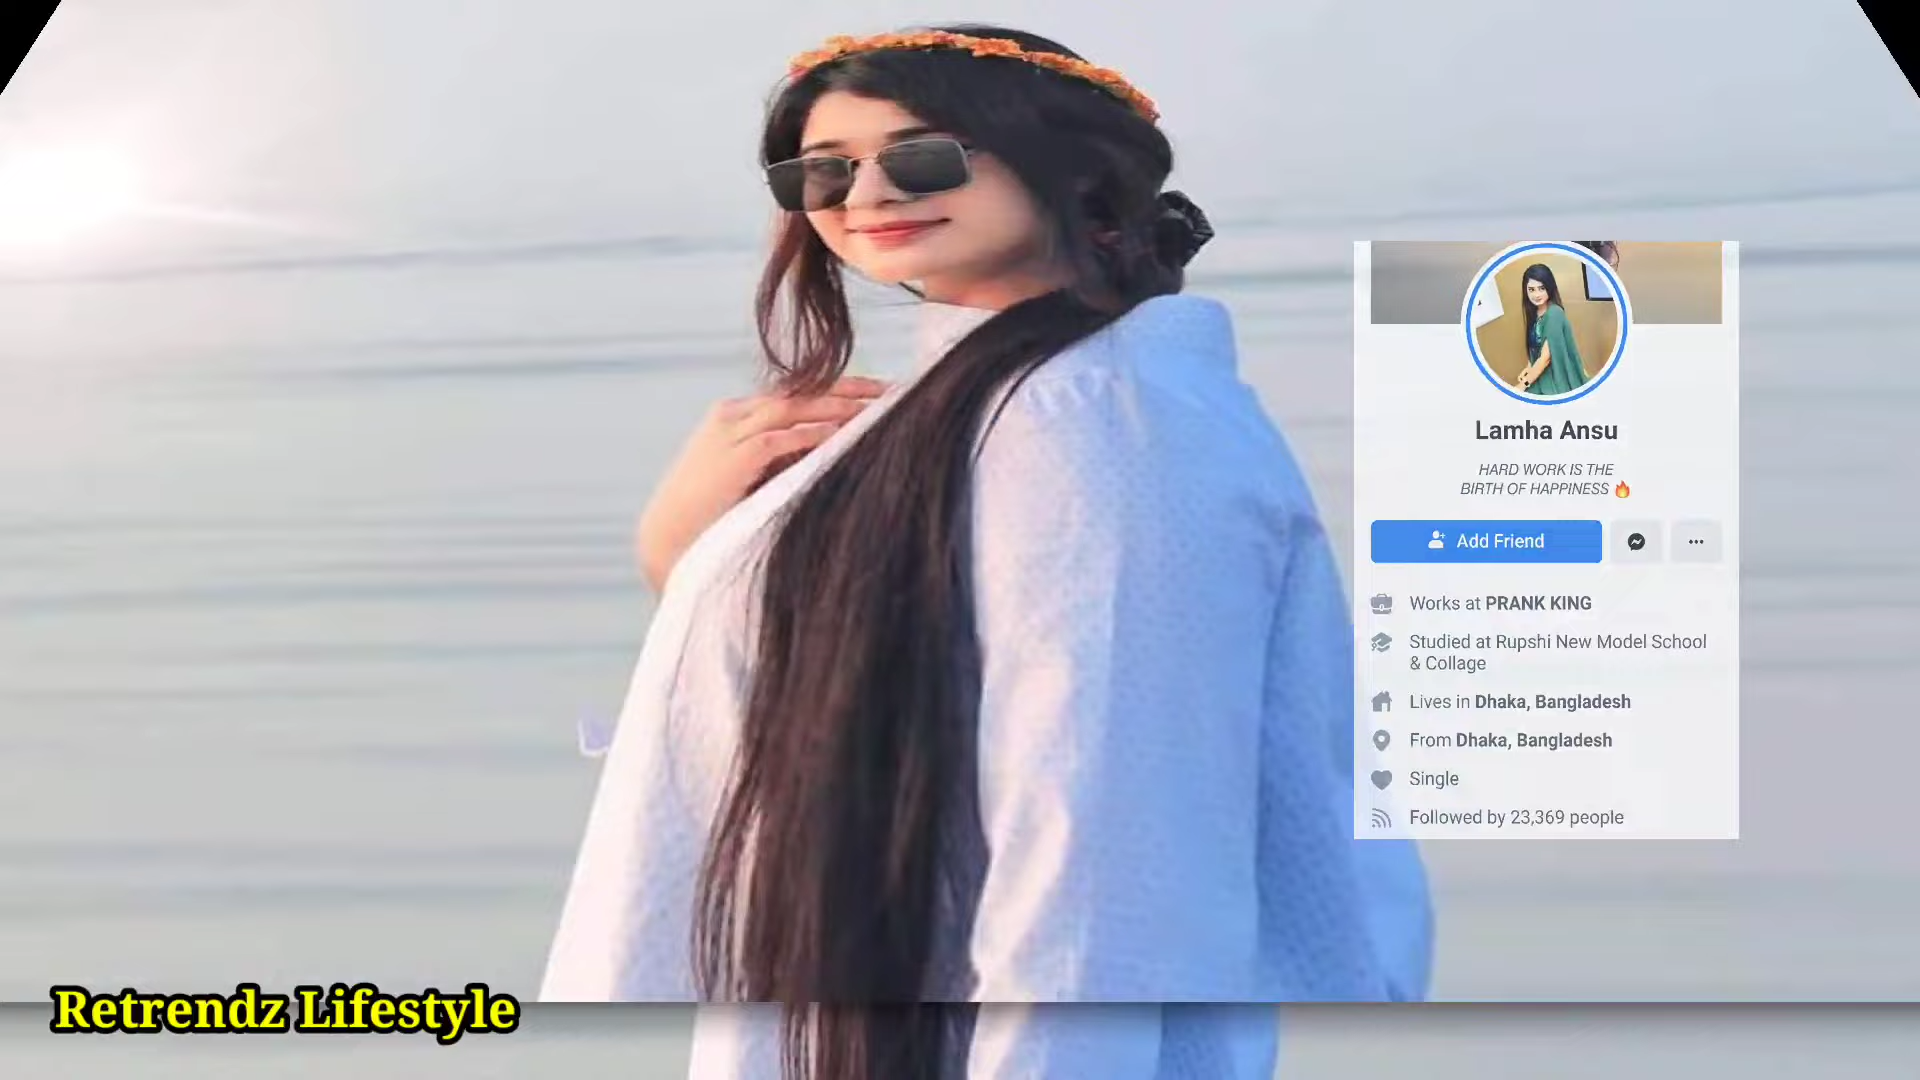 Lamha Ansu
HARD WORK IS THE
BIRTH OF HAPPINESS 🔥
Add Friend
Works at PRANK KING
Studied at Rupshi New Model School
& Collage
Lives in Dhaka, Bangladesh
From Dhaka, Bangladesh
Single
Followed by 23,369 people
Retrendz Lifestyle